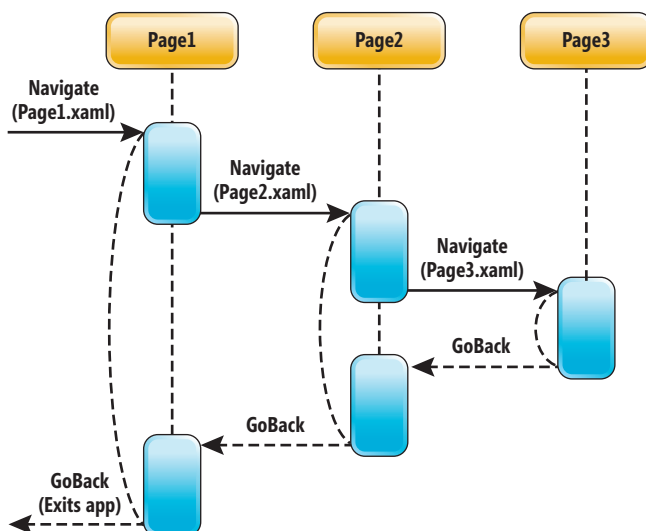 Page1
Page2
Page3
Navigate
(Page1.xaml)
Navigate
(Page2.xaml)
Navigate
(Page3.xaml)
GoBack
GoBack
GoBack
(Exits app)